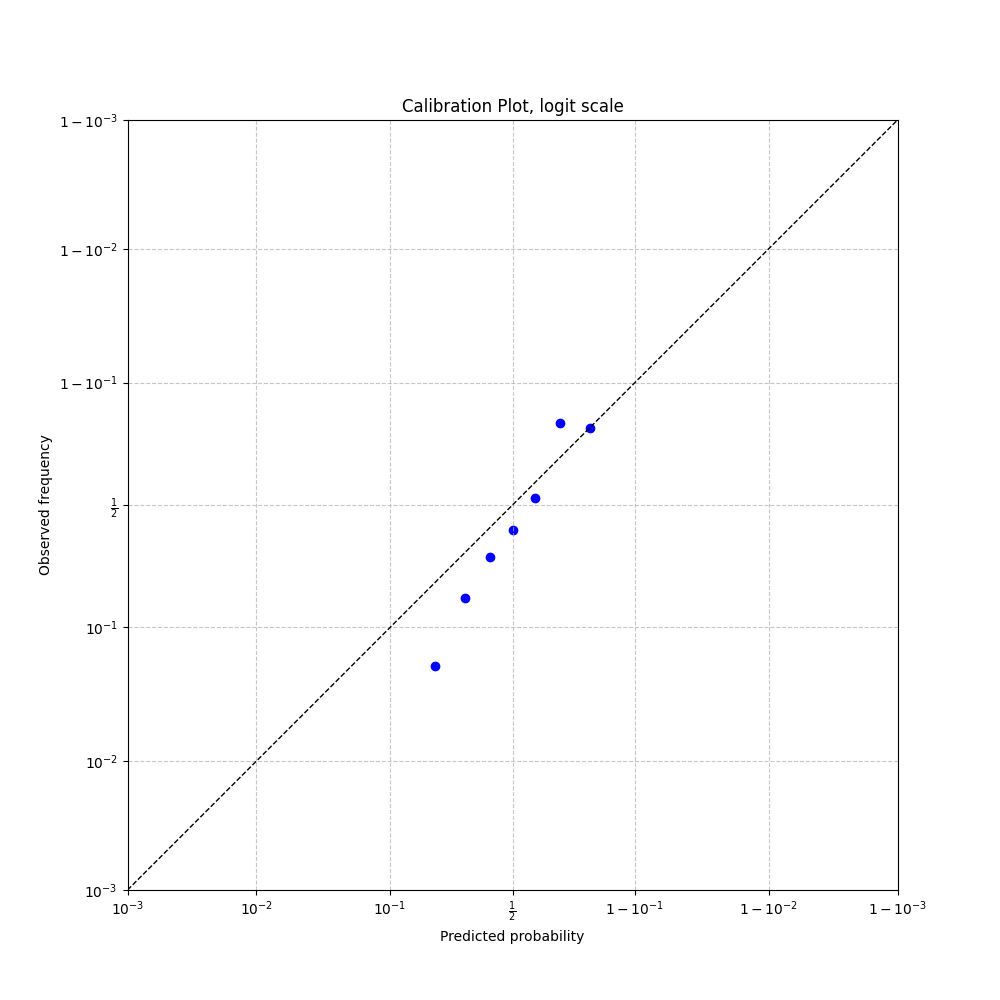 Calibration Plot, logit scale
Observed frequency
1 − 10⁻³
1 − 10⁻²
1 − 10⁻¹
1/2
10⁻¹
10⁻²
10⁻³
10⁻³ 10⁻² 10⁻¹ 1/2 1 − 10⁻¹ 1 − 10⁻² 1 − 10⁻³
Predicted probability